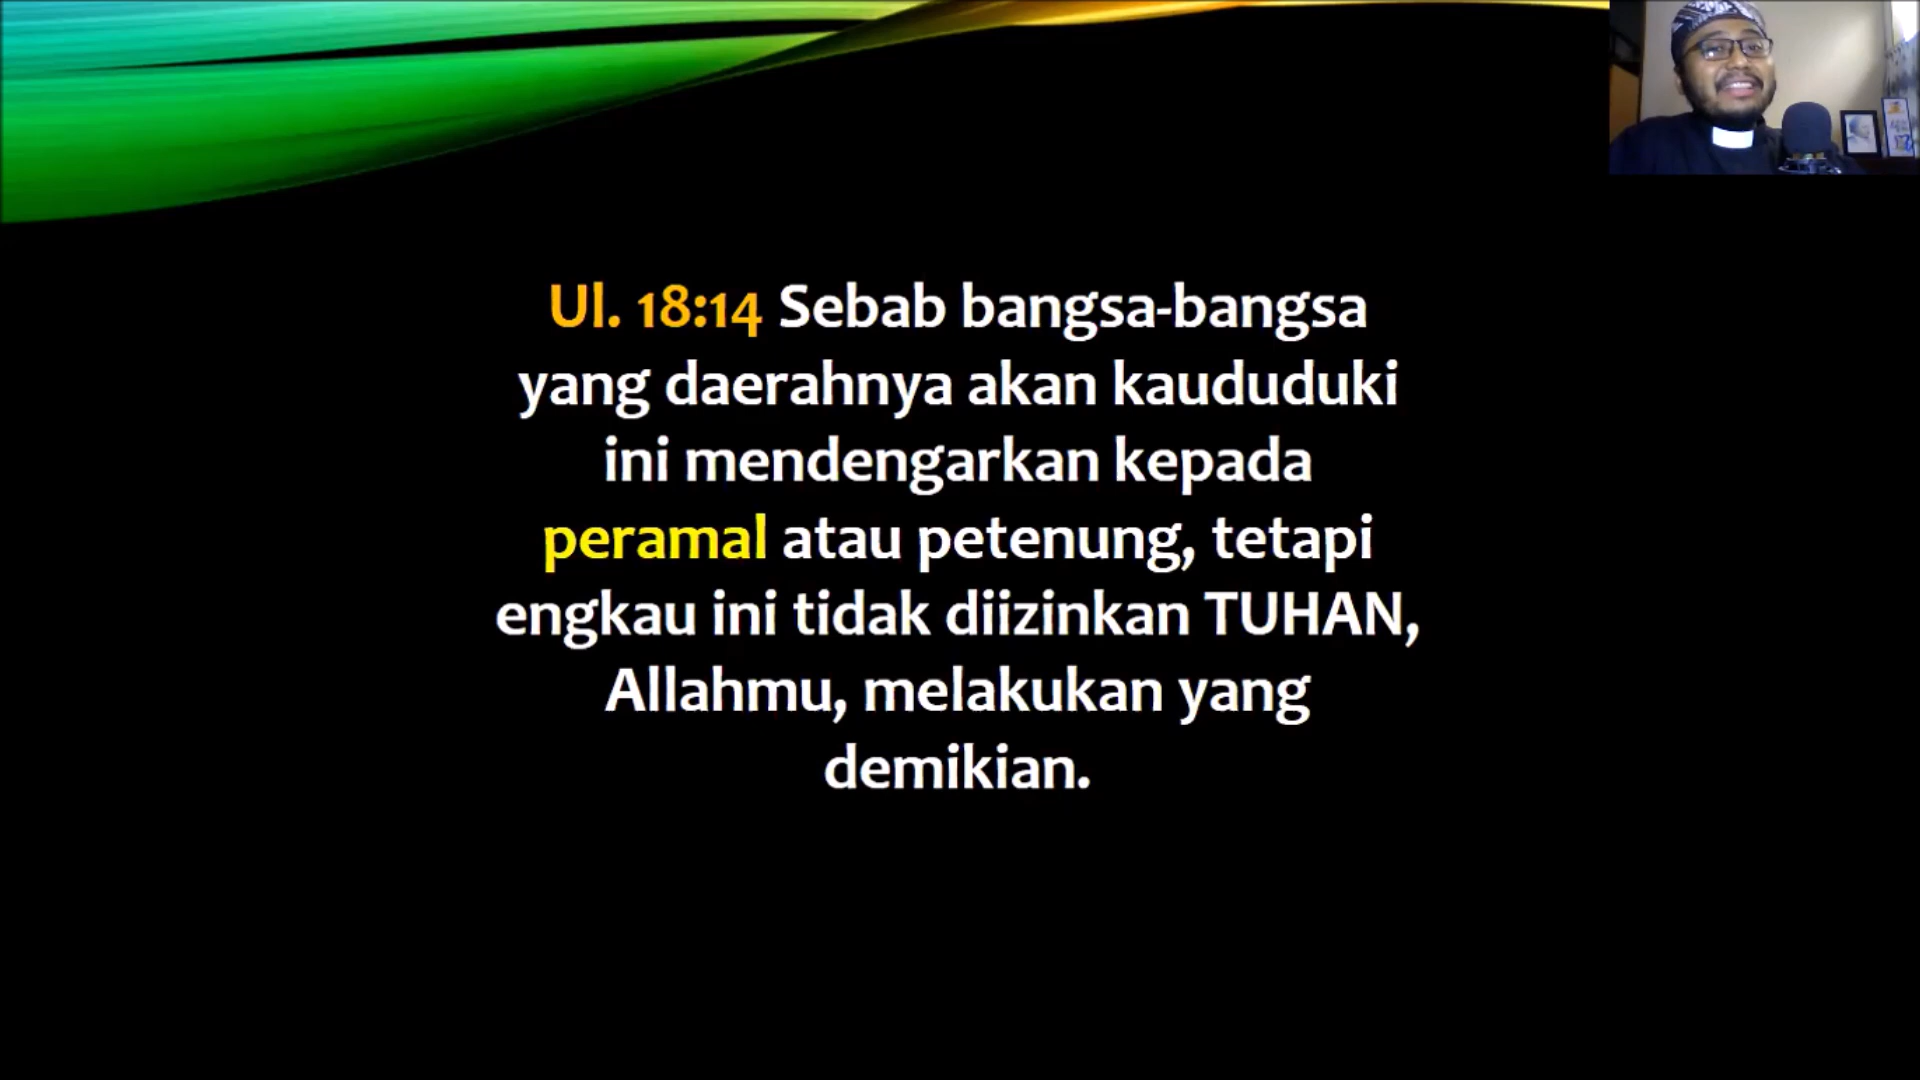 Ul. 18:14 Sebab bangsa-bangsa
yang daerahnya akan kaududuki
ini mendengarkan kepada
peramal atau petenung, tetapi
engkau ini tidak diizinkan TUHAN,
Allahmu, melakukan yang
demikian.